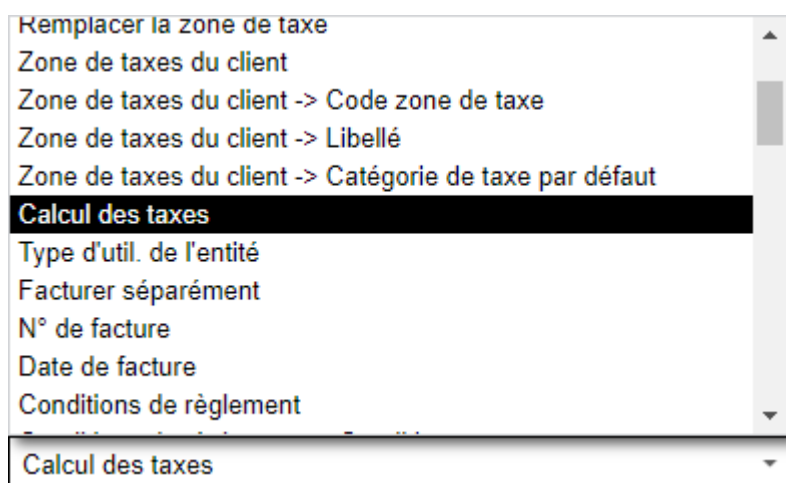 Remplacer la zone de taxe
Zone de taxes du client
Zone de taxes du client -> Code zone de taxe
Zone de taxes du client -> Libellé
Zone de taxes du client -> Catégorie de taxe par défaut
Calcul des taxes
Type d'util. de l'entité
Facturer séparément
N° de facture
Date de facture
Conditions de règlement
Calcul des taxes